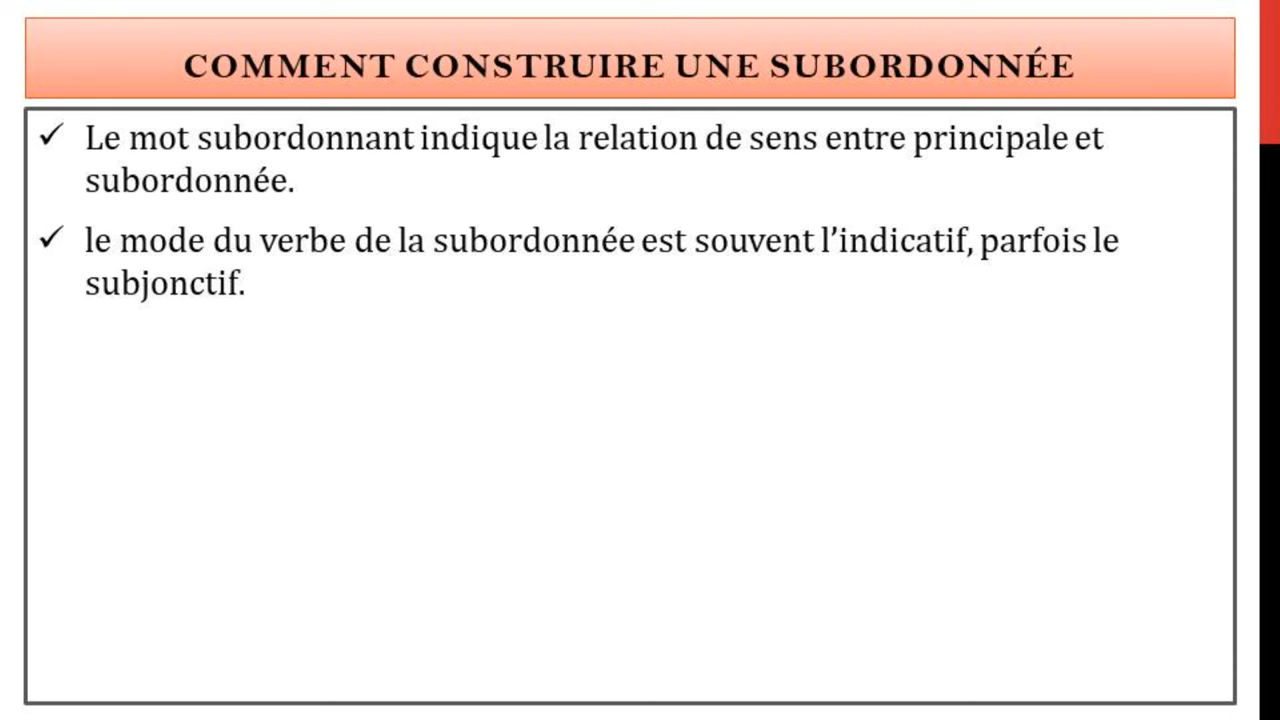 COMMENT CONSTRUIRE UNE SUBORDONNÉE
✓ Le mot subordonnant indique la relation de sens entre principale et
subordonnée.
✓ le mode du verbe de la subordonnée est souvent l’indicatif, parfois le
subjonctif.